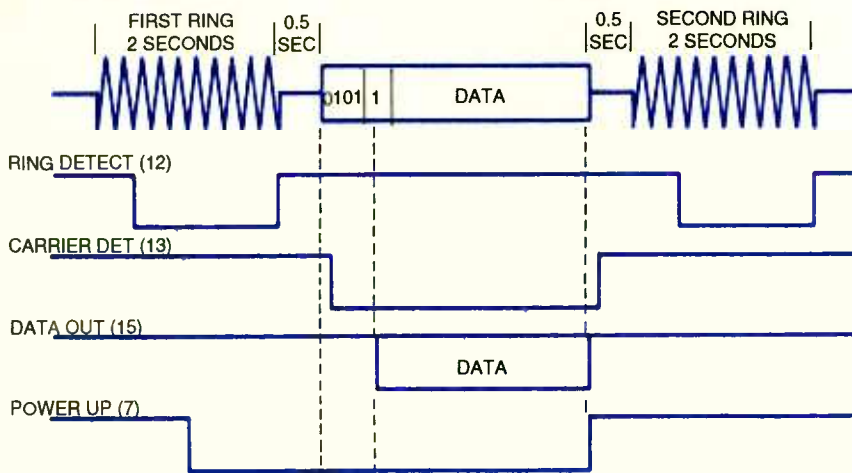 FIRST RING
2 SECONDS
0.5
SEC
0.5
SEC
SECOND RING
2 SECONDS
0101 1 DATA
RING DETECT (12)
CARRIER DET (13)
DATA OUT (15)
DATA
POWER UP (7)